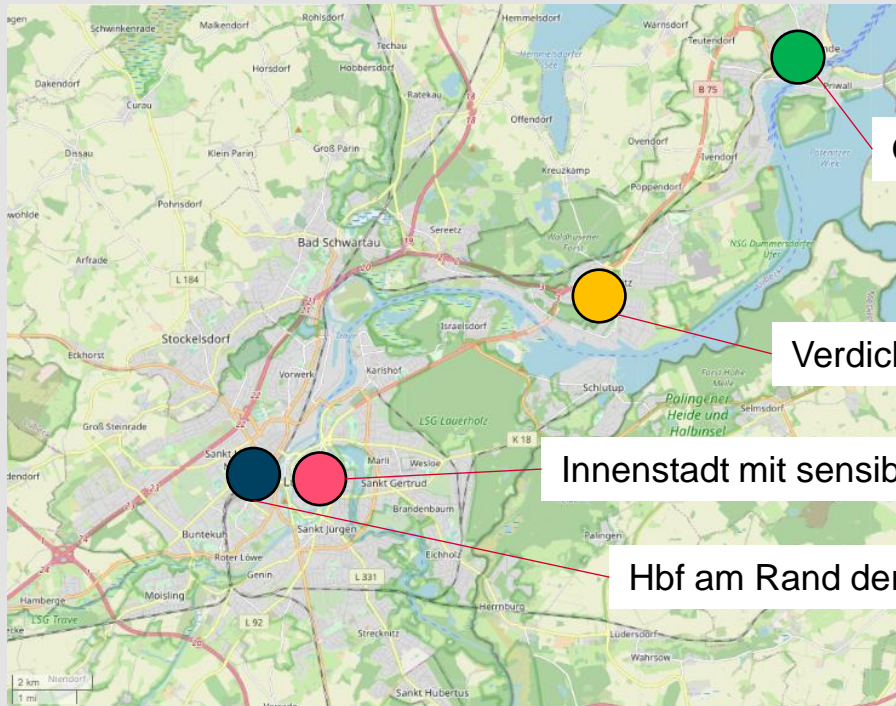 Schwinkenrade
Malkendorf
Rohlsdorf
Hemmelsdorf
Warnsdorf
Techau
Teutendorf
Horsdorf
Hobbersdorf
Dakendorf
Ratekau
B 75
Priwall
Curau
Offendorf
Groß Parin
Klein Parin
Ovendorf
Ivendorf
Dissau
Kreuzkamp
Pöppendorf
Pohnsdorf
Sereetz
Waldhusener
Forst
Bad Schwartau
NSG Dummersdorfer
Ufer
Arfrade
L 184
Israelsdorf
Stockelsdorf
Eckhorst
Vorwerk
Karlshof
Schlutup
Verdich
Palingener
Heide und
Halbinsel
Selmsdorf
Groß Steinrade
LSG Lauerholz
K 18
Marli
Wesloe
Sankt Gertrud
Innenstadt mit sensib
Brandenbaum
Sankt Jürgen
Buntekuh
Palingen
Roter Löwe
Eichholz
Hbf am Rand der
Genin
L 331
Moisling
Hamberge
Herrnburg
LSG Trave
L 92
Strecknitz
Lüdersdorf
Wahrsow
2 km
Niendorf
1 mi
Sankt Hubertus